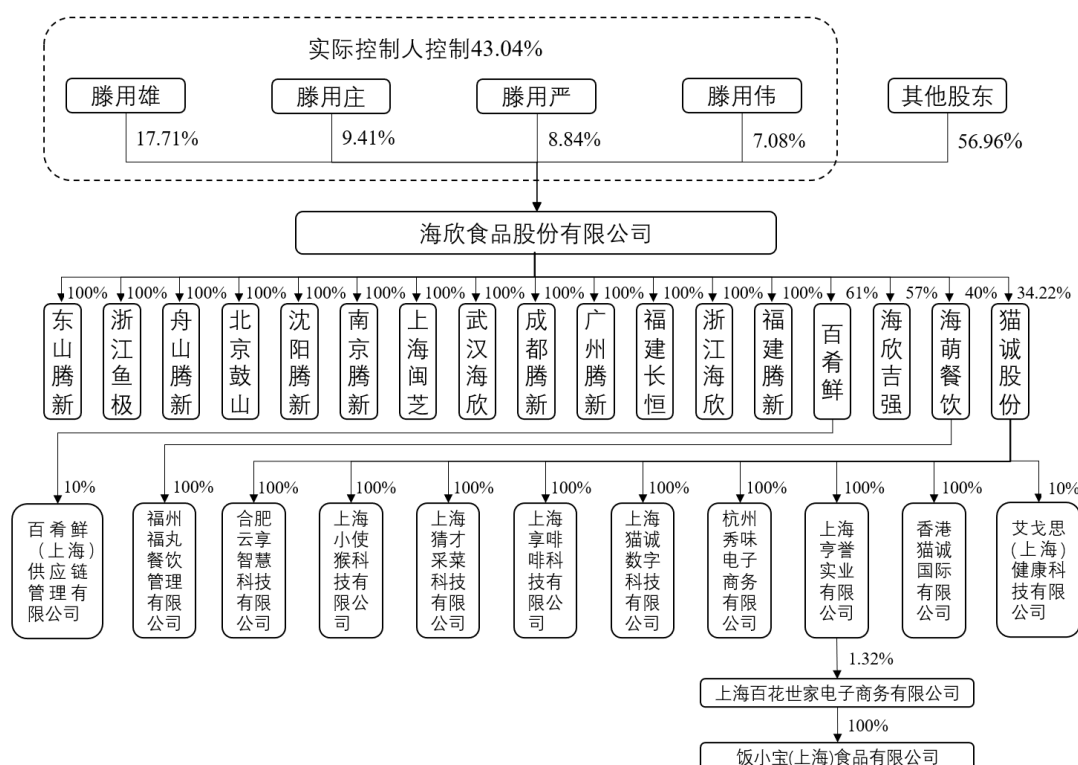 实际控制人控制43.04%
滕用雄
滕用庄
滕用严
滕用伟
其他股东
17.71%
9.41%
8.84%
7.08%
56.96%
海欣食品股份有限公司
100%
100%
100%
100%
100%
100%
100%
100%
100%
100%
100%
100%
100%
61%
57%
40%
34.22%
东山腾新
浙江鱼极
舟山腾新
北京鼓山
沈阳腾新
南京腾新
上海闽芝
武汉海欣
成都腾新
广州腾新
福建长恒
浙江海欣
福建腾新
百肴鲜
海欣吉强
海萌餐饮
猫诚股份
10%
100%
100%
100%
100%
100%
100%
100%
100%
100%
10%
百肴鲜
（上海）
供应链
管理有
限公司
福州
福丸
餐饮
管理
有限
公司
合肥
云享
智慧
科技
有限
公司
上海
小使
猴科
技有
限公
司
上海
猜才
采菜
科技
有限
公司
上海
享啡
啡科
技有
限公
司
上海
猫诚
数字
科技
有限
公司
杭州
秀味
电子
商务
有限
公司
上海
亨誉
实业
有限
公司
香港
猫诚
国际
有限
公司
艾戈思
(上海)
健康科
技有限
公司
1.32%
上海百花世家电子商务有限公司
100%
饭小宝(上海)食品有限公司